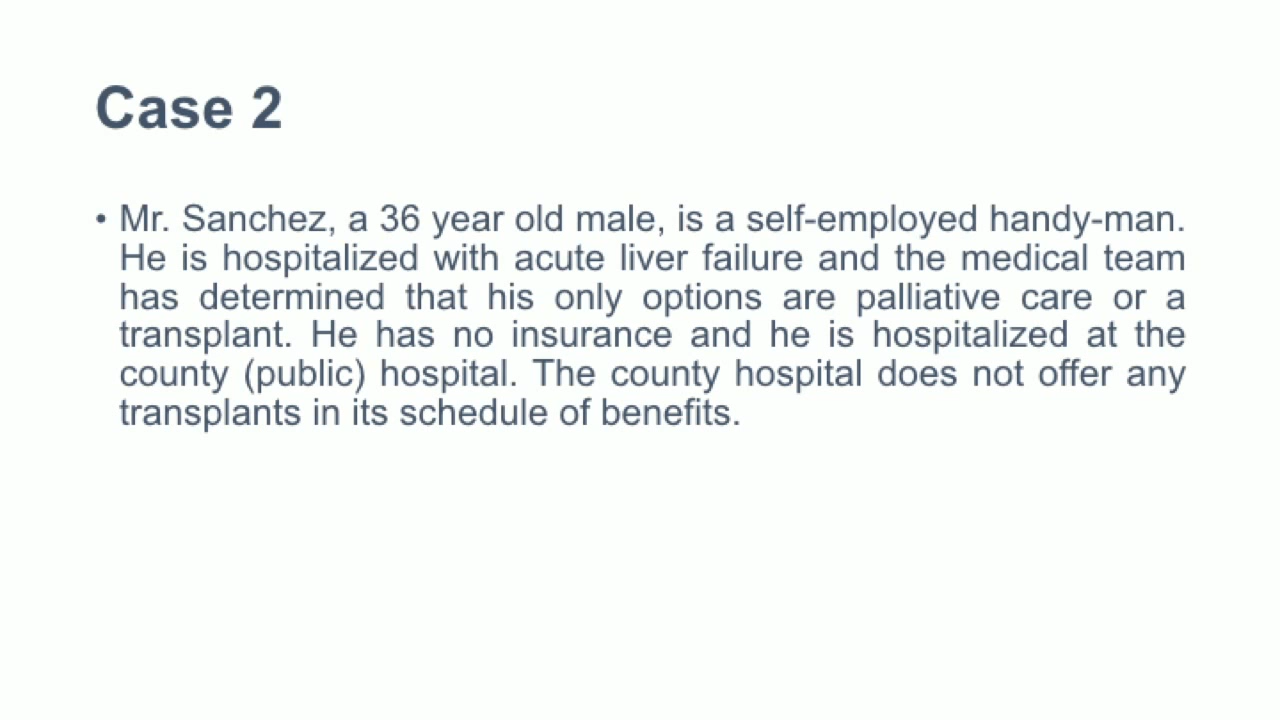 Case 2
• Mr. Sanchez, a 36 year old male, is a self-employed handy-man.
He is hospitalized with acute liver failure and the medical team
has determined that his only options are palliative care or a
transplant. He has no insurance and he is hospitalized at the
county (public) hospital. The county hospital does not offer any
transplants in its schedule of benefits.